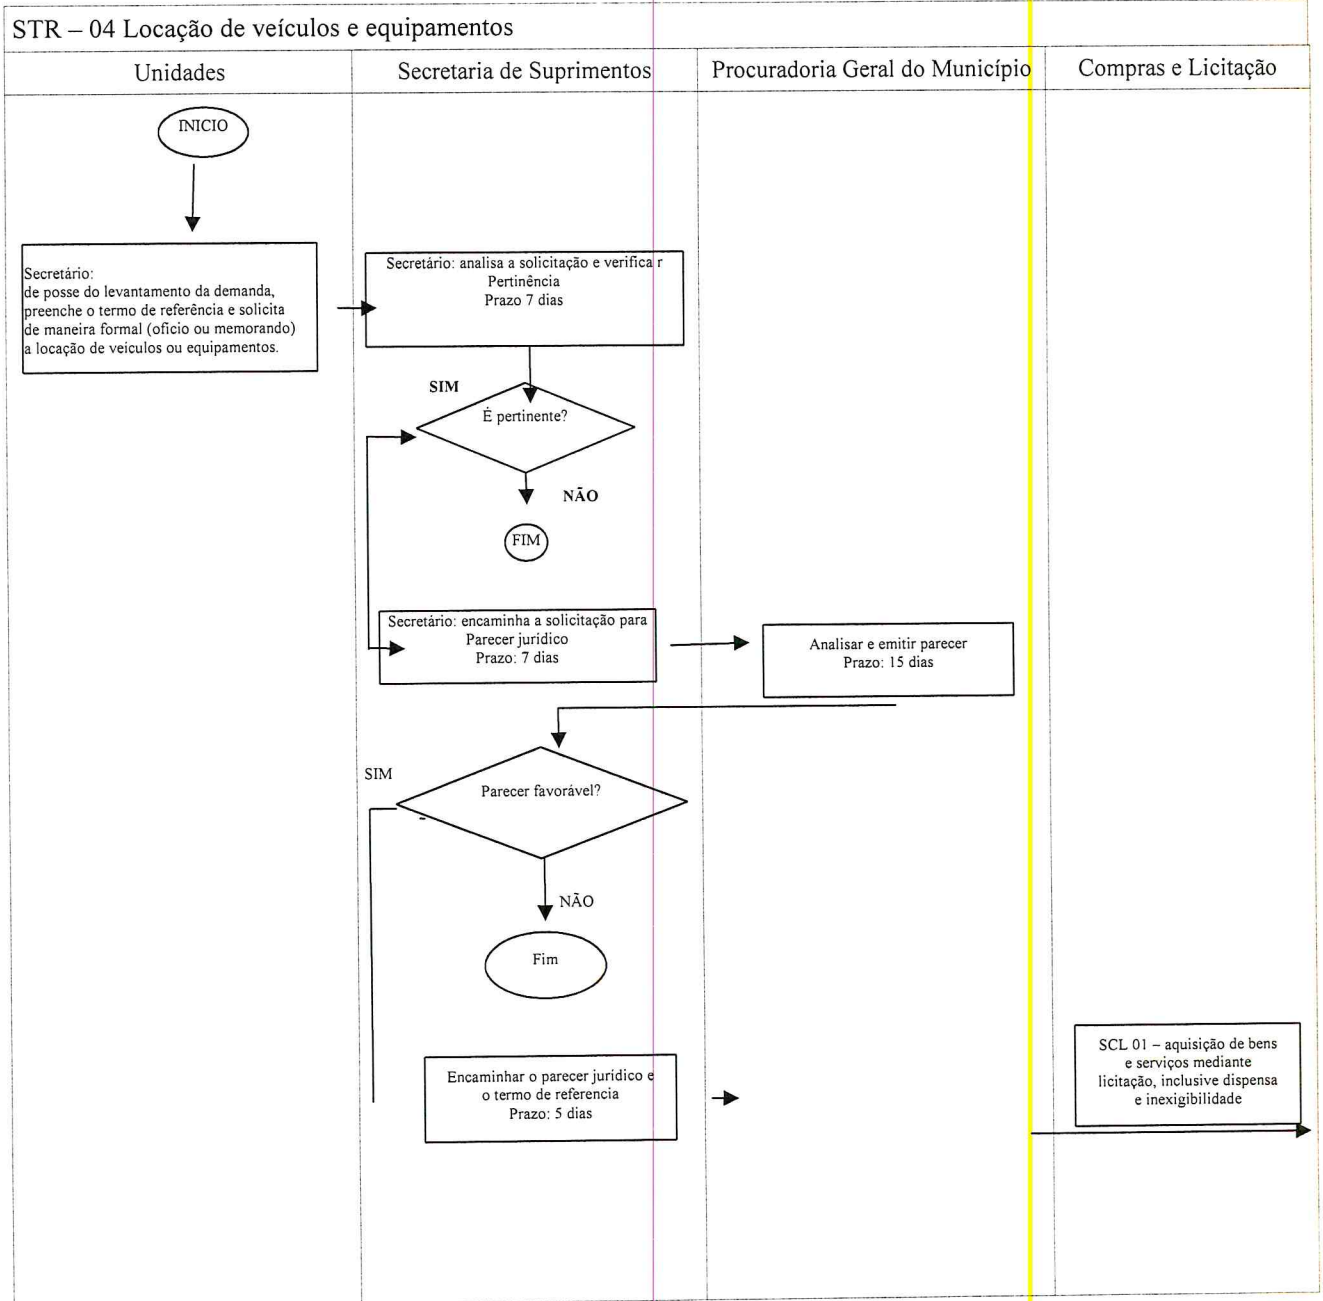 STR – 04 Locação de veículos e equipamentos
Unidades
Secretaria de Suprimentos
Procuradoria Geral do Município
Compras e Licitação
INICIO
Secretário:
de posse do levantamento da demanda,
preenche o termo de referência e solicita
de maneira formal (oficio ou memorando)
a locação de veiculos ou equipamentos.
Secretário: analisa a solicitação e verifica r
Pertinência
Prazo 7 dias
SIM
É pertinente?
NÃO
FIM
Secretário: encaminha a solicitação para
Parecer jurídico
Prazo: 7 dias
Analisar e emitir parecer
Prazo: 15 dias
SIM
Parecer favorável?
NÃO
Fim
Encaminhar o parecer jurídico e
o termo de referencia
Prazo: 5 dias
SCL 01 – aquisição de bens
e serviços mediante
licitação, inclusive dispensa
e inexigibilidade